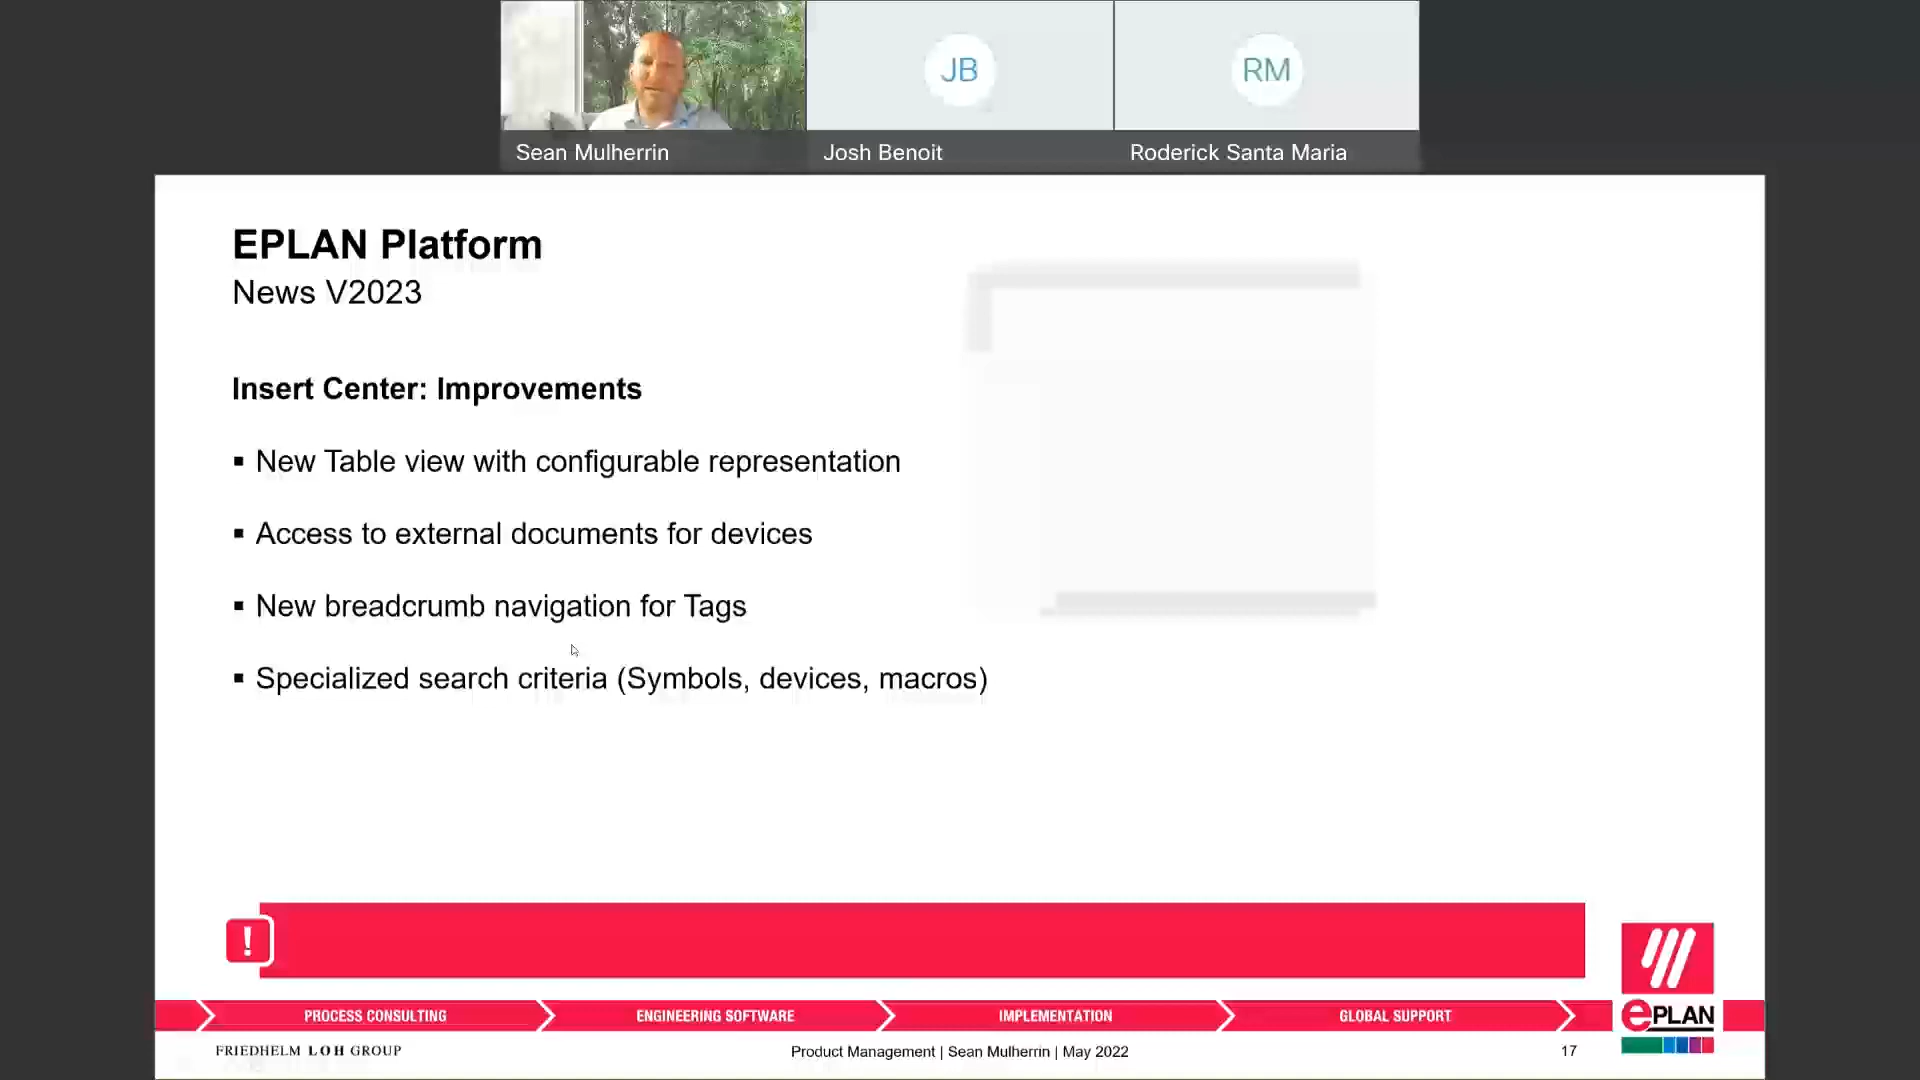 JB
RM
Sean Mulherrin
Josh Benoit
Roderick Santa Maria
EPLAN Platform
News V2023
Insert Center: Improvements
▪ New Table view with configurable representation
▪ Access to external documents for devices
▪ New breadcrumb navigation for Tags
▪ Specialized search criteria (Symbols, devices, macros)
!
PROCESS CONSULTING
ENGINEERING SOFTWARE
IMPLEMENTATION
GLOBAL SUPPORT
ePLAN
FRIEDHELM LOH GROUP
Product Management | Sean Mulherrin | May 2022
17